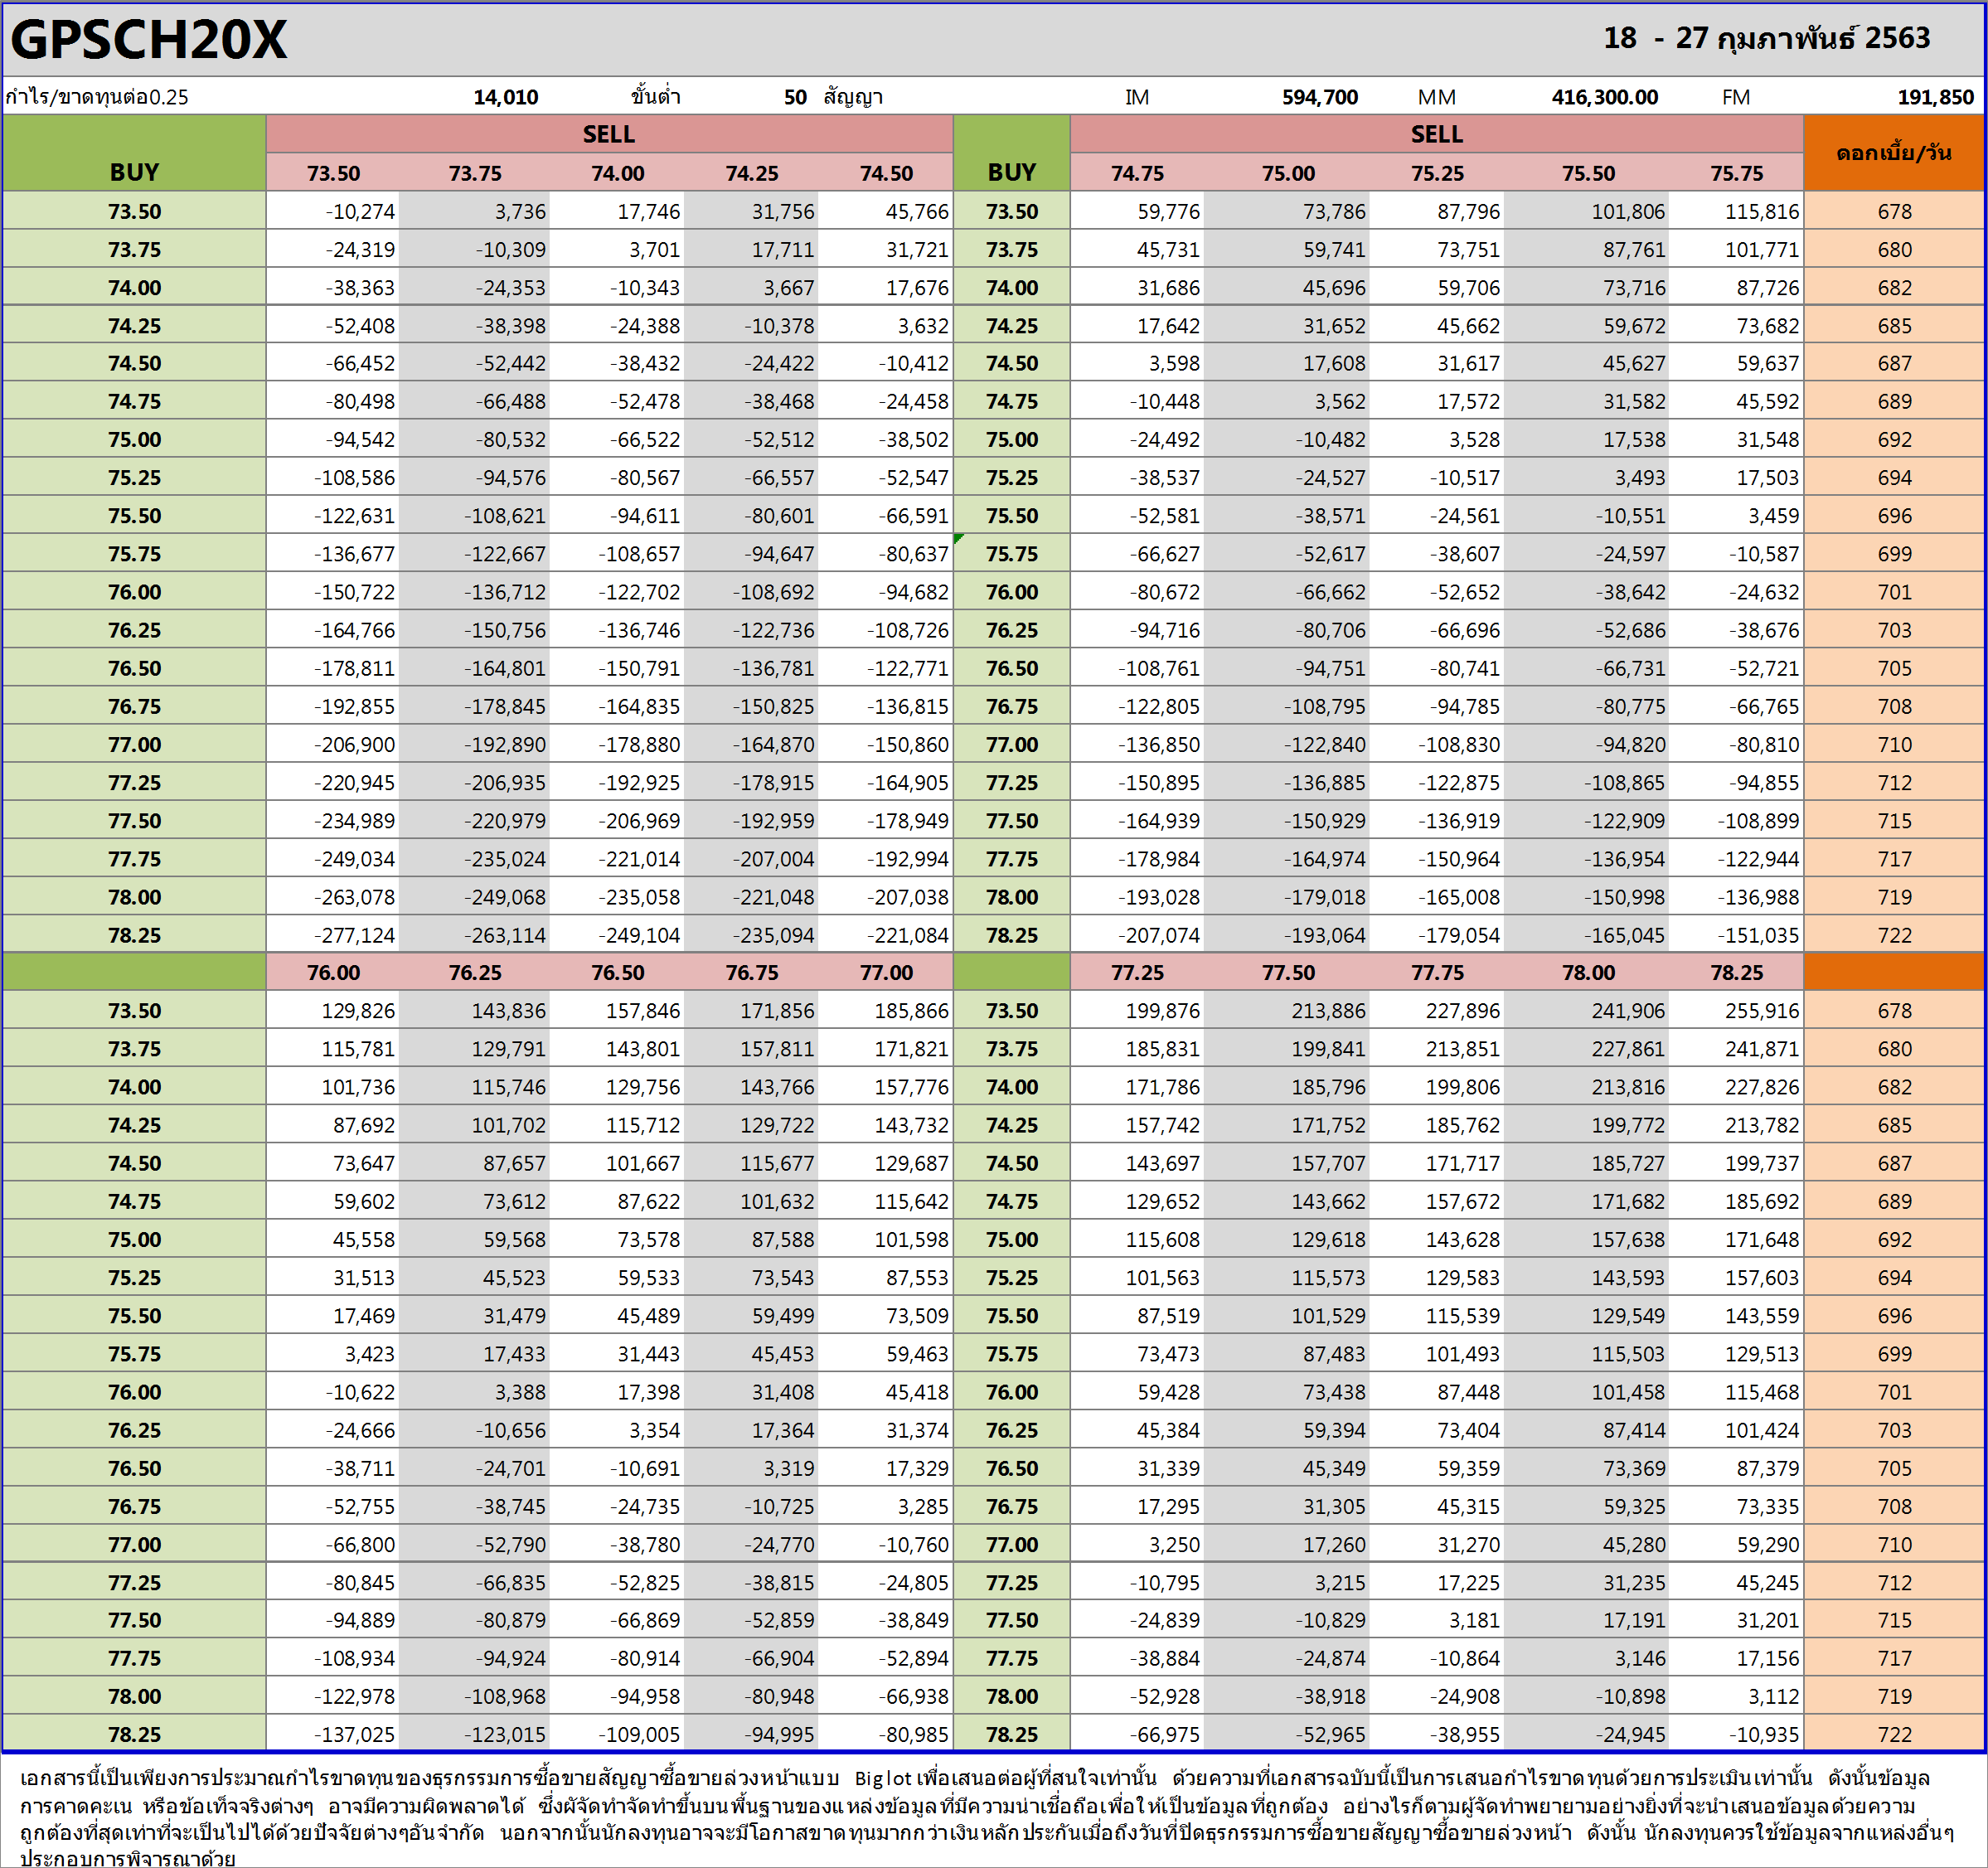 GPSCH20X 18 - 27 กุมภาพันธ์ 2563
กำไร/ขาดทุนต่อ0.25 14,010 ขั้นต่ำ 50 สัญญา IM 594,700 MM 416,300.00 FM 191,850
SELL SELL ดอกเบี้ย/วัน
BUY 73.50 73.75 74.00 74.25 74.50 BUY 74.75 75.00 75.25 75.50 75.75
73.50 -10,274 3,736 17,746 31,756 45,766 73.50 59,776 73,786 87,796 101,806 115,816 678
73.75 -24,319 -10,309 3,701 17,711 31,721 73.75 45,731 59,741 73,751 87,761 101,771 680
74.00 -38,363 -24,353 -10,343 3,667 17,676 74.00 31,686 45,696 59,706 73,716 87,726 682
74.25 -52,408 -38,398 -24,388 -10,378 3,632 74.25 17,642 31,652 45,662 59,672 73,682 685
74.50 -66,452 -52,442 -38,432 -24,422 -10,412 74.50 3,598 17,608 31,617 45,627 59,637 687
74.75 -80,498 -66,488 -52,478 -38,468 -24,458 74.75 -10,448 3,562 17,572 31,582 45,592 689
75.00 -94,542 -80,532 -66,522 -52,512 -38,502 75.00 -24,492 -10,482 3,528 17,538 31,548 692
75.25 -108,586 -94,576 -80,567 -66,557 -52,547 75.25 -38,537 -24,527 -10,517 3,493 17,503 694
75.50 -122,631 -108,621 -94,611 -80,601 -66,591 75.50 -52,581 -38,571 -24,561 -10,551 3,459 696
75.75 -136,677 -122,667 -108,657 -94,647 -80,637 75.75 -66,627 -52,617 -38,607 -24,597 -10,587 699
76.00 -150,722 -136,712 -122,702 -108,692 -94,682 76.00 -80,672 -66,662 -52,652 -38,642 -24,632 701
76.25 -164,766 -150,756 -136,746 -122,736 -108,726 76.25 -94,716 -80,706 -66,696 -52,686 -38,676 703
76.50 -178,811 -164,801 -150,791 -136,781 -122,771 76.50 -108,761 -94,751 -80,741 -66,731 -52,721 705
76.75 -192,855 -178,845 -164,835 -150,825 -136,815 76.75 -122,805 -108,795 -94,785 -80,775 -66,765 708
77.00 -206,900 -192,890 -178,880 -164,870 -150,860 77.00 -136,850 -122,840 -108,830 -94,820 -80,810 710
77.25 -220,945 -206,935 -192,925 -178,915 -164,905 77.25 -150,895 -136,885 -122,875 -108,865 -94,855 712
77.50 -234,989 -220,979 -206,969 -192,959 -178,949 77.50 -164,939 -150,929 -136,919 -122,909 -108,899 715
77.75 -249,034 -235,024 -221,014 -207,004 -192,994 77.75 -178,984 -164,974 -150,964 -136,954 -122,944 717
78.00 -263,078 -249,068 -235,058 -221,048 -207,038 78.00 -193,028 -179,018 -165,008 -150,998 -136,988 719
78.25 -277,124 -263,114 -249,104 -235,094 -221,084 78.25 -207,074 -193,064 -179,054 -165,045 -151,035 722
76.00 76.25 76.50 76.75 77.00 77.25 77.50 77.75 78.00 78.25
73.50 129,826 143,836 157,846 171,856 185,866 73.50 199,876 213,886 227,896 241,906 255,916 678
73.75 115,781 129,791 143,801 157,811 171,821 73.75 185,831 199,841 213,851 227,861 241,871 680
74.00 101,736 115,746 129,756 143,766 157,776 74.00 171,786 185,796 199,806 213,816 227,826 682
74.25 87,692 101,702 115,712 129,722 143,732 74.25 157,742 171,752 185,762 199,772 213,782 685
74.50 73,647 87,657 101,667 115,677 129,687 74.50 143,697 157,707 171,717 185,727 199,737 687
74.75 59,602 73,612 87,622 101,632 115,642 74.75 129,652 143,662 157,672 171,682 185,692 689
75.00 45,558 59,568 73,578 87,588 101,598 75.00 115,608 129,618 143,628 157,638 171,648 692
75.25 31,513 45,523 59,533 73,543 87,553 75.25 101,563 115,573 129,583 143,593 157,603 694
75.50 17,469 31,479 45,489 59,499 73,509 75.50 87,519 101,529 115,539 129,549 143,559 696
75.75 3,423 17,433 31,443 45,453 59,463 75.75 73,473 87,483 101,493 115,503 129,513 699
76.00 -10,622 3,388 17,398 31,408 45,418 76.00 59,428 73,438 87,448 101,458 115,468 701
76.25 -24,666 -10,656 3,354 17,364 31,374 76.25 45,384 59,394 73,404 87,414 101,424 703
76.50 -38,711 -24,701 -10,691 3,319 17,329 76.50 31,339 45,349 59,359 73,369 87,379 705
76.75 -52,755 -38,745 -24,735 -10,725 3,285 76.75 17,295 31,305 45,315 59,325 73,335 708
77.00 -66,800 -52,790 -38,780 -24,770 -10,760 77.00 3,250 17,260 31,270 45,280 59,290 710
77.25 -80,845 -66,835 -52,825 -38,815 -24,805 77.25 -10,795 3,215 17,225 31,235 45,245 712
77.50 -94,889 -80,879 -66,869 -52,859 -38,849 77.50 -24,839 -10,829 3,181 17,191 31,201 715
77.75 -108,934 -94,924 -80,914 -66,904 -52,894 77.75 -38,884 -24,874 -10,864 3,146 17,156 717
78.00 -122,978 -108,968 -94,958 -80,948 -66,938 78.00 -52,928 -38,918 -24,908 -10,898 3,112 719
78.25 -137,025 -123,015 -109,005 -94,995 -80,985 78.25 -66,975 -52,965 -38,955 -24,945 -10,935 722
เอกสารนี้เป็นเพียงการประมาณกำไรขาดทุนของธุรกรรมการซื้อขายสัญญาซื้อขายล่วงหน้าแบบ Big lot เพื่อเสนอต่อผู้ที่สนใจเท่านั้น ด้วยความที่เอกสารฉบับนี้เป็นการเสนอกำไรขาดทุนด้วยการประเมินเท่านั้น ดังนั้นข้อมูล
การคาดคะเน หรือข้อเท็จจริงต่างๆ อาจมีความผิดพลาดได้ ซึ่งผัจัดทำจัดทำขึ้นบนพื้นฐานของแหล่งข้อมูลที่มีความน่าเชื่อถือเพื่อให้เป็นข้อมูลที่ถูกต้อง อย่างไรก็ตามผู้จัดทำพยายามอย่างยิ่งที่จะนำเสนอข้อมูลด้วยความ
ถูกต้องที่สุดเท่าที่จะเป็นไปได้ด้วยปัจจัยต่างๆอันจำกัด นอกจากนั้นนักลงทุนอาจจะมีโอกาสขาดทุนมากกว่าเงินหลักประกันเมื่อถึงวันที่ปิดธุรกรรมการซื้อขายสัญญาซื้อขายล่วงหน้า ดังนั้น นักลงทุนควรใช้ข้อมูลจากแหล่งอื่นๆ
ประกอบการพิจารณาด้วย